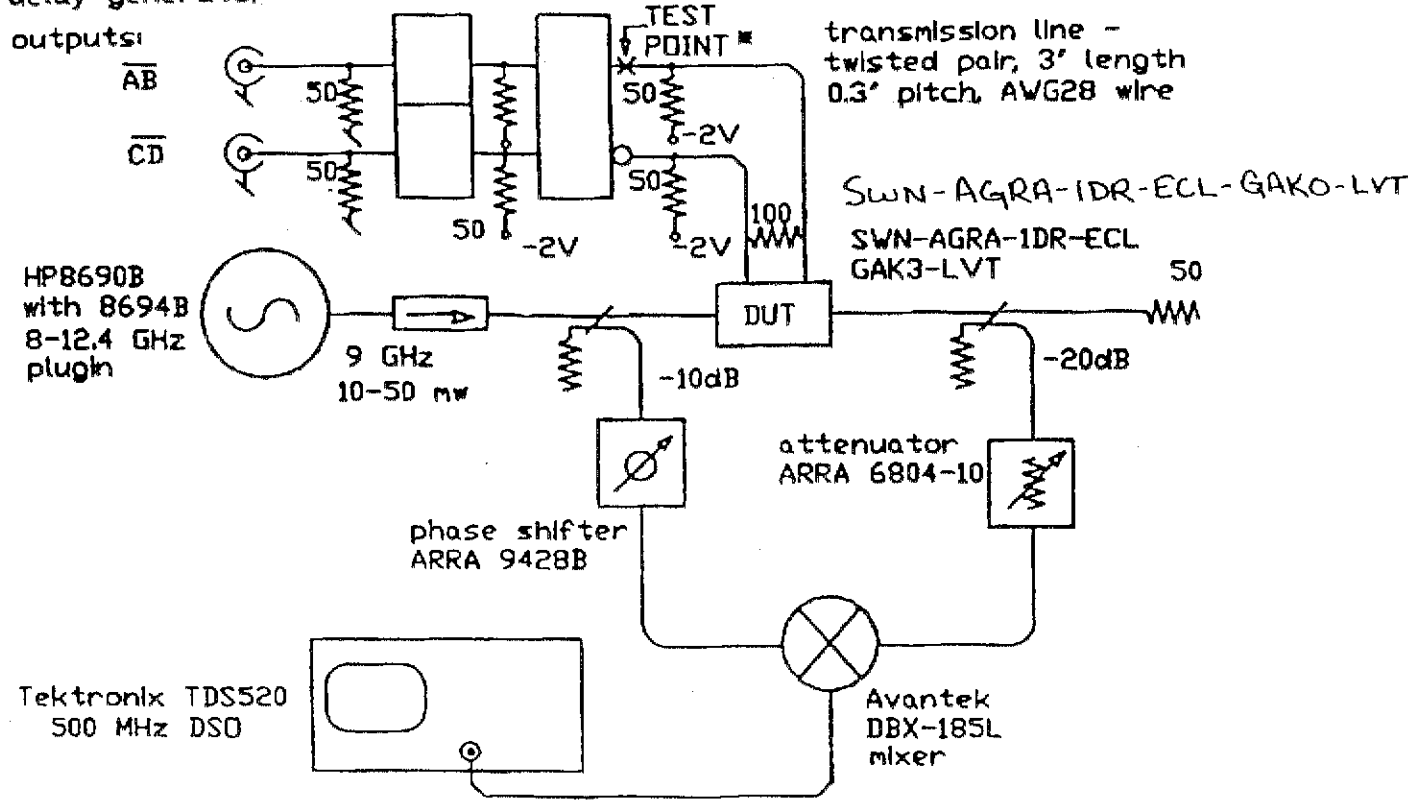 delay generator
outputs:
AB
CD
50
50
50
-2V
TEST
POINT *
50
-2V
50
-2V
100
transmission line -
twisted pair, 3' length
0.3' pitch, AWG28 wire
SWN-AGRA-1DR-ECL-GAKO-LVT
SWN-AGRA-1DR-ECL
GAK3-LVT
50
HP8690B
with 8694B
8-12.4 GHz
plugin
9 GHz
10-50 mw
DUT
-10dB
-20dB
attenuator
ARRA 6804-10
phase shifter
ARRA 9428B
Tektronix TDS520
500 MHz DSO
Avantek
DBX-185L
mixer